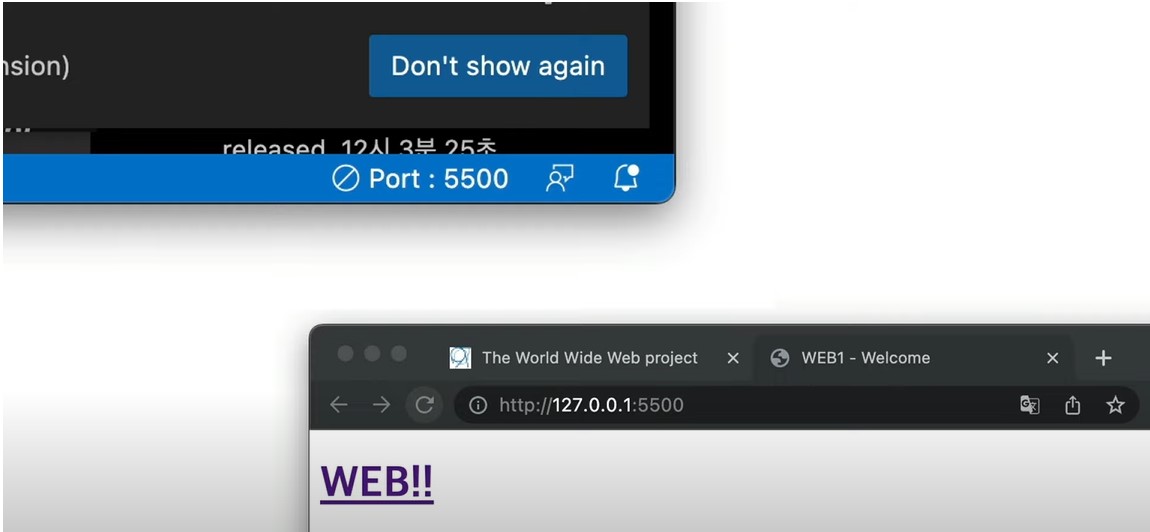 nsion)
Don't show again
released 12시 3분 25초
Port : 5500
The World Wide Web project
WEB1 - Welcome
http://127.0.0.1:5500
WEB!!